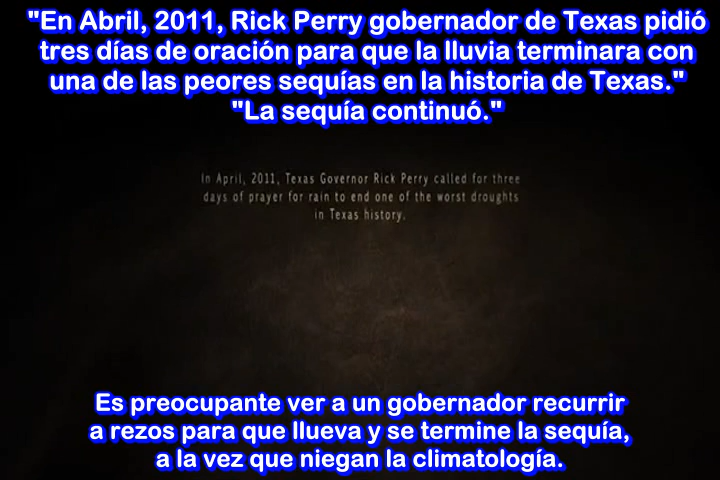 "En Abril, 2011, Rick Perry gobernador de Texas pidió
tres días de oración para que la lluvia terminara con
una de las peores sequías en la historia de Texas."
"La sequía continuó."
In April, 2011, Texas Governor Rick Perry called for three
days of prayer for rain to end one of the worst droughts
in Texas history.
Es preocupante ver a un gobernador recurrir
a rezos para que llueva y se termine la sequía,
a la vez que niegan la climatología.